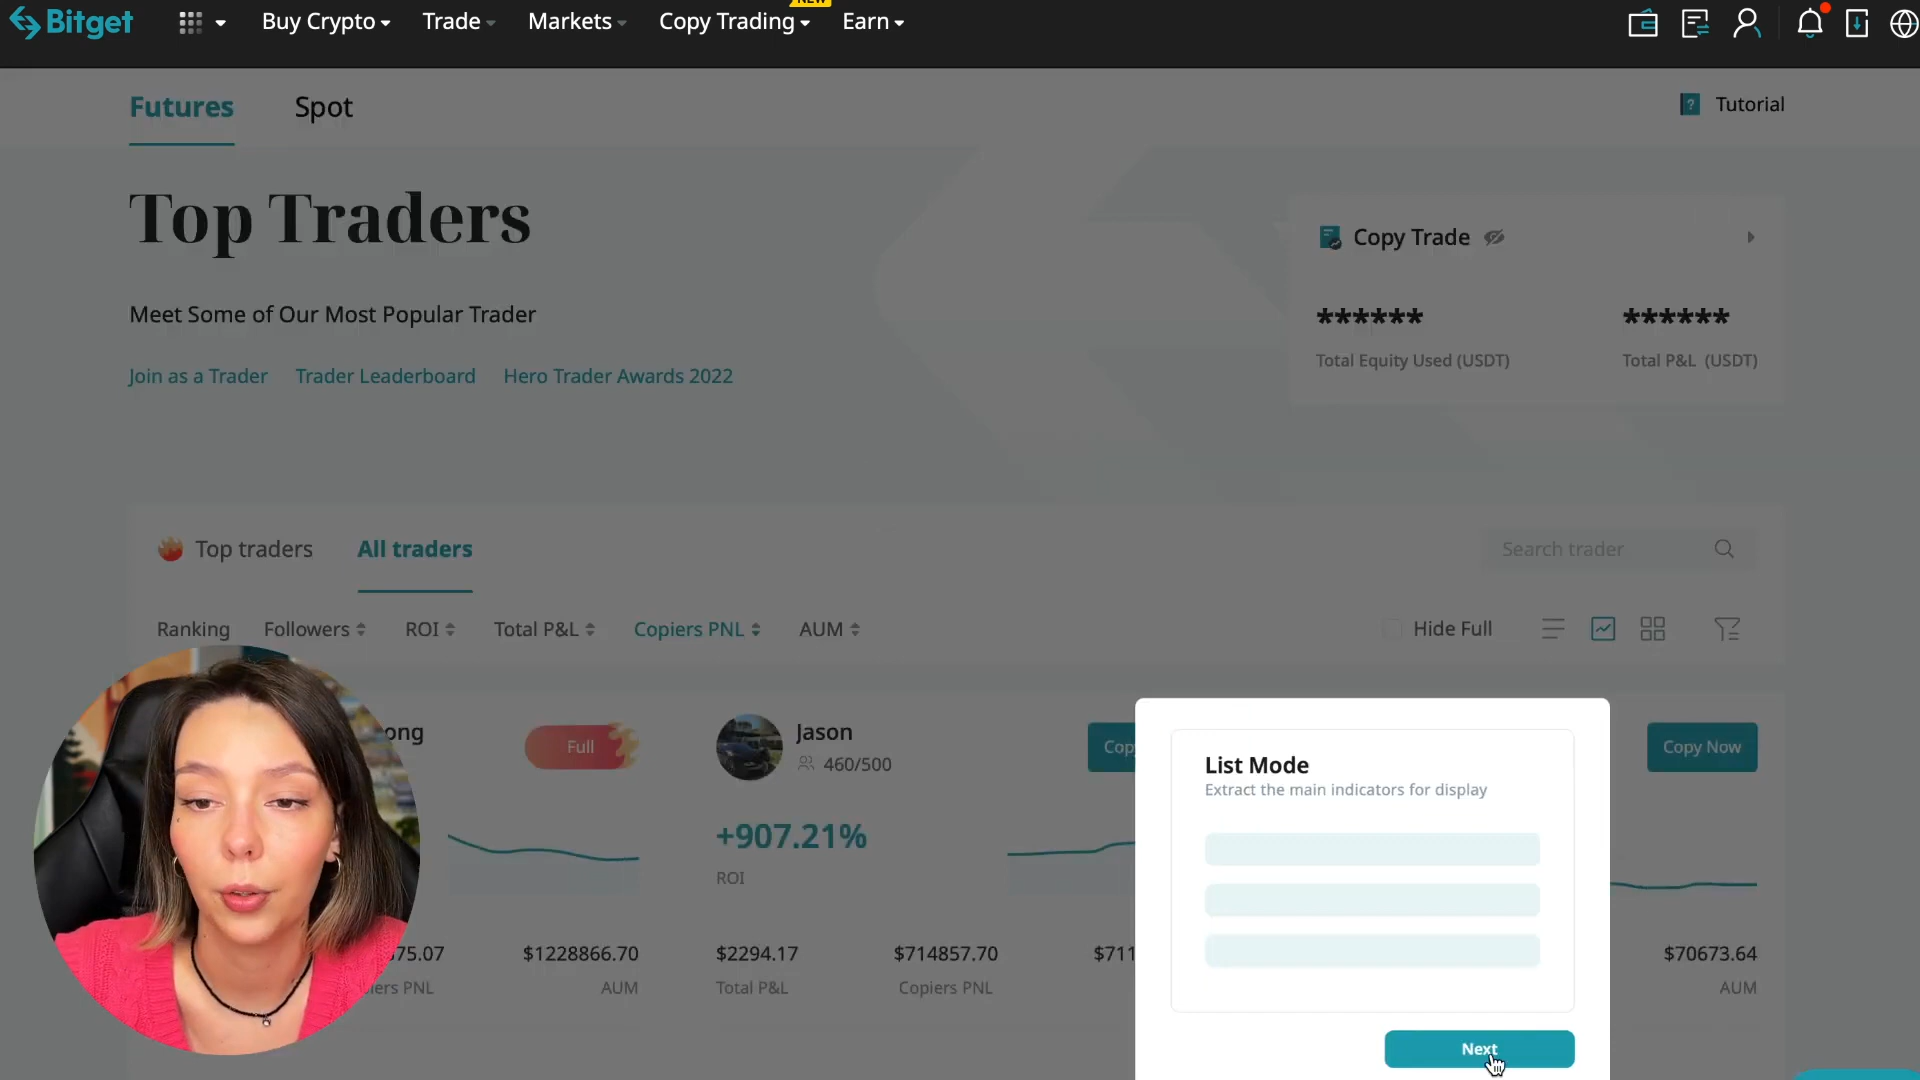 Bitget
Buy Crypto
Trade
Markets
Copy Trading
NEW
Earn
Futures
Spot
Tutorial
Top Traders
Meet Some of Our Most Popular Trader
Join as a Trader
Trader Leaderboard
Hero Trader Awards 2022
Copy Trade
******
******
Total Equity Used (USDT)
Total P&L (USDT)
Top traders
All traders
Search trader
Ranking
Followers
ROI
Total P&L
Copiers PNL
AUM
Hide Full
ong
Full
Jason
460/500
Cop
Copy Now
+907.21%
ROI
75.07
$1228866.70
AUM
$2294.17
Total P&L
$714857.70
Copiers PNL
$711
$70673.64
AUM
List Mode
Extract the main indicators for display
Next